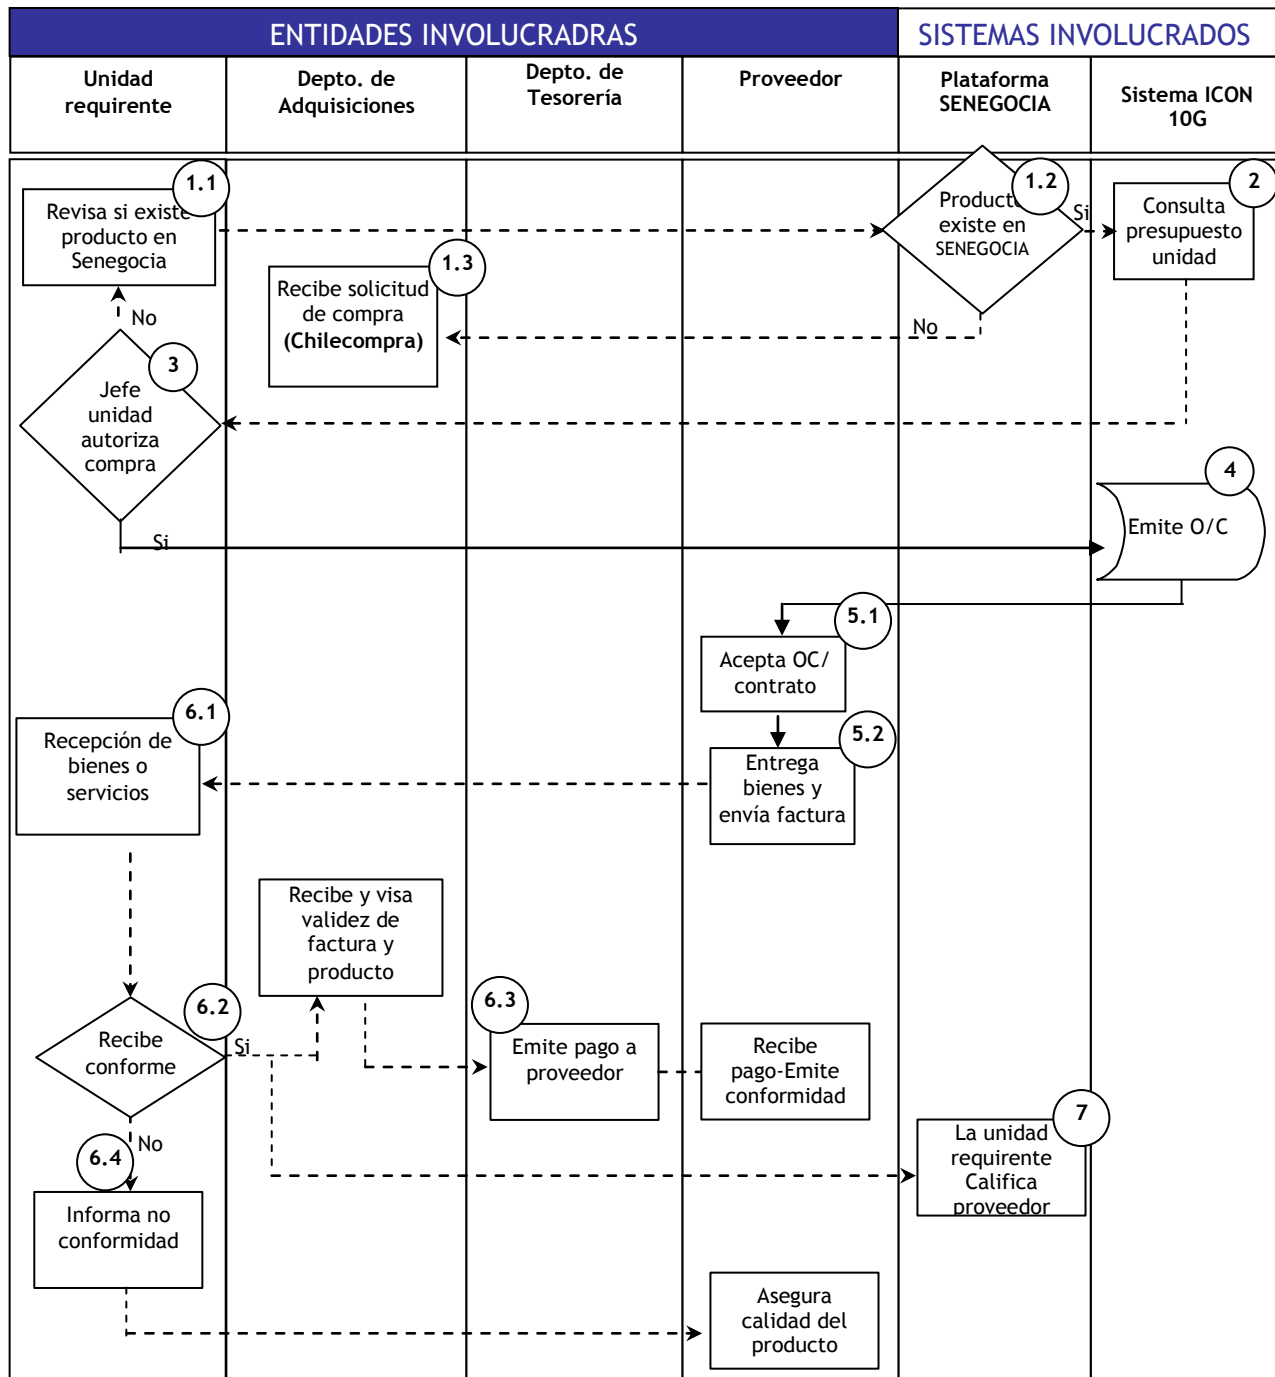 ENTIDADES INVOLUCRADRAS
SISTEMAS INVOLUCRADOS
Unidad
requirente
Depto. de
Adquisiciones
Depto. de
Tesorería
Proveedor
Plataforma
SENEGOCIA
Sistema ICON
10G
1.1
Revisa si existe
producto en
Senegocia
1.2
Producto
existe en
SENEGOCIA
Si
2
Consulta
presupuesto
unidad
1.3
Recibe solicitud
de compra
(Chilecompra)
No
No
3
Jefe
unidad
autoriza
compra
Si
4
Emite O/C
5.1
Acepta OC/
contrato
5.2
Entrega
bienes y
envía factura
6.1
Recepción de
bienes o
servicios
Recibe y visa
validez de
factura y
producto
6.2
Recibe
conforme
Si
6.3
Emite pago a
proveedor
Recibe
pago-Emite
conformidad
7
La unidad
requirente
Califica
proveedor
No
6.4
Informa no
conformidad
Asegura
calidad del
producto